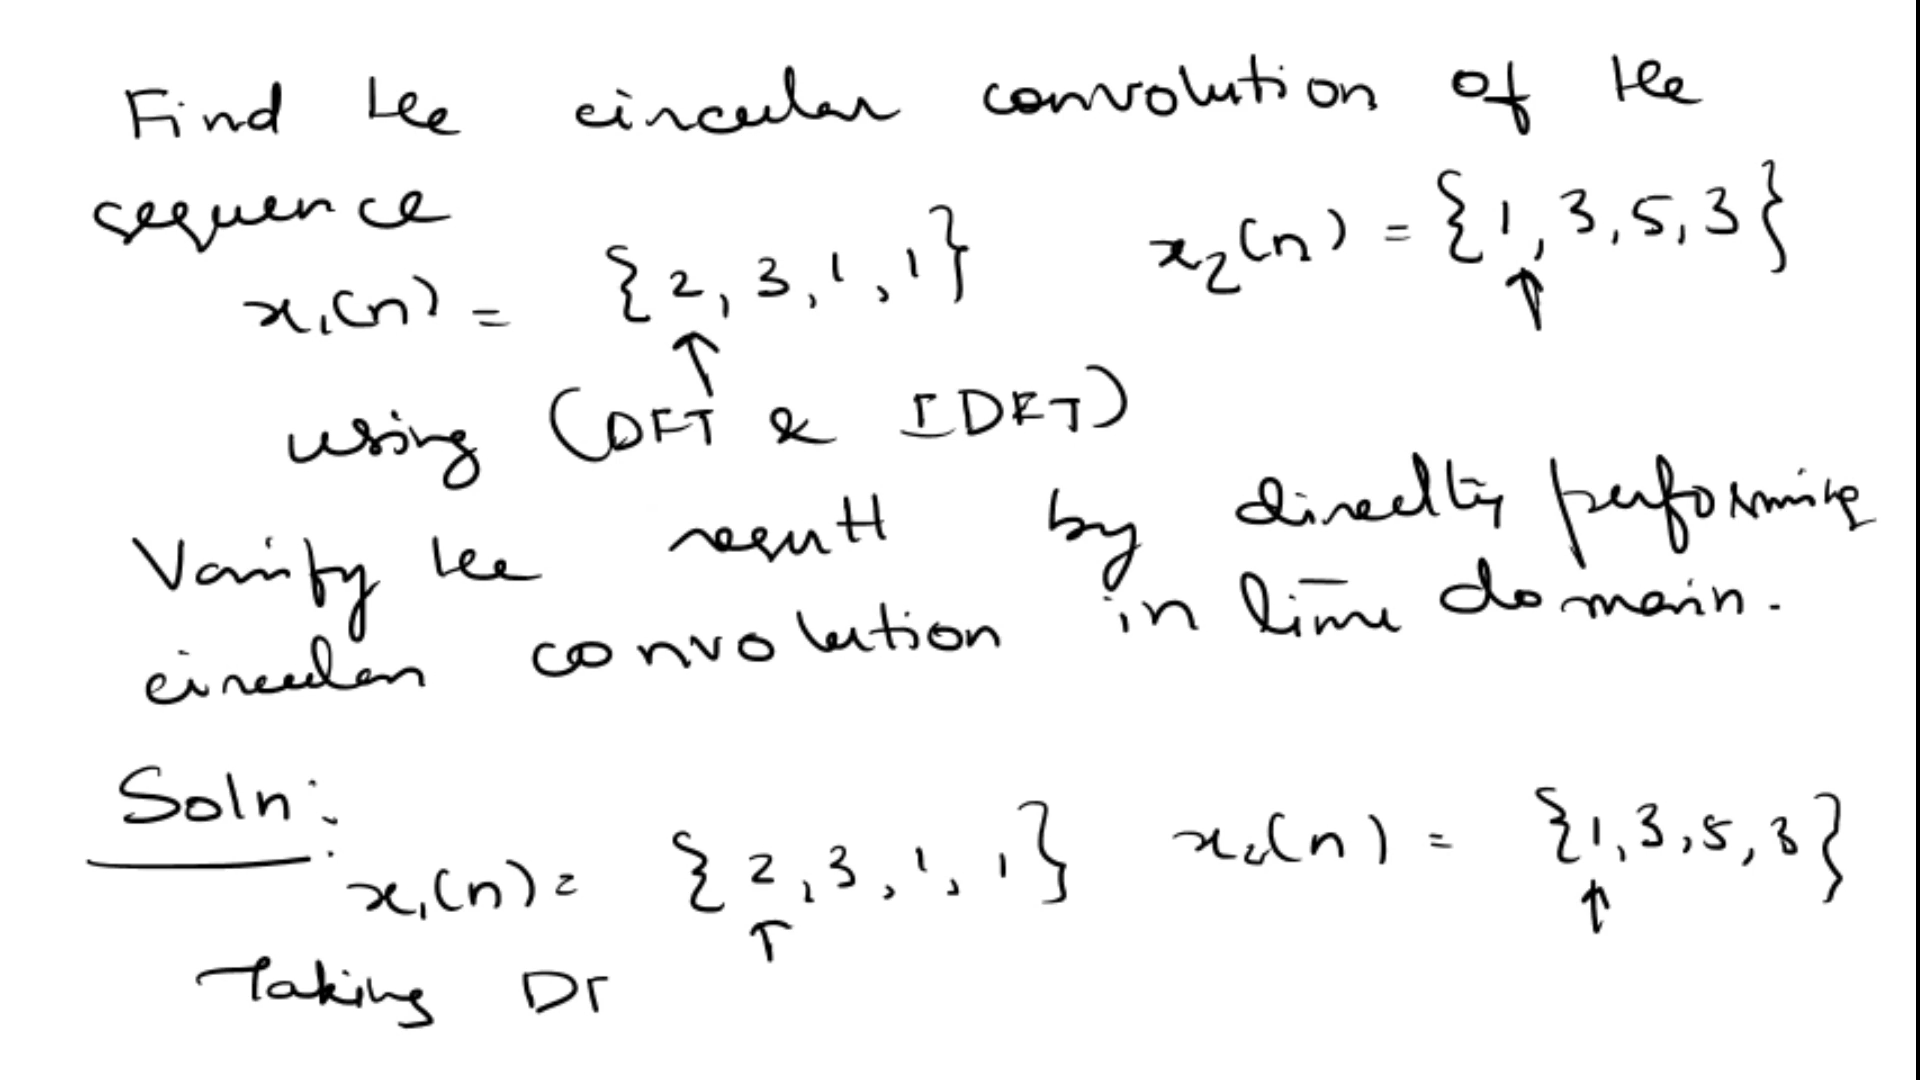 Find the circular convolution of the
sequence
x₁(n) = {2, 3, 1, 1} x₂(n) = {1, 3, 5, 3}
↑ ↑
using (DFT & IDFT)
Varify the result by directly performing
circular convolution in time domain.
Soln:
x₁(n) = {2, 3, 1, 1} x₂(n) = {1, 3, 5, 3}
↑ ↑
Taking DF